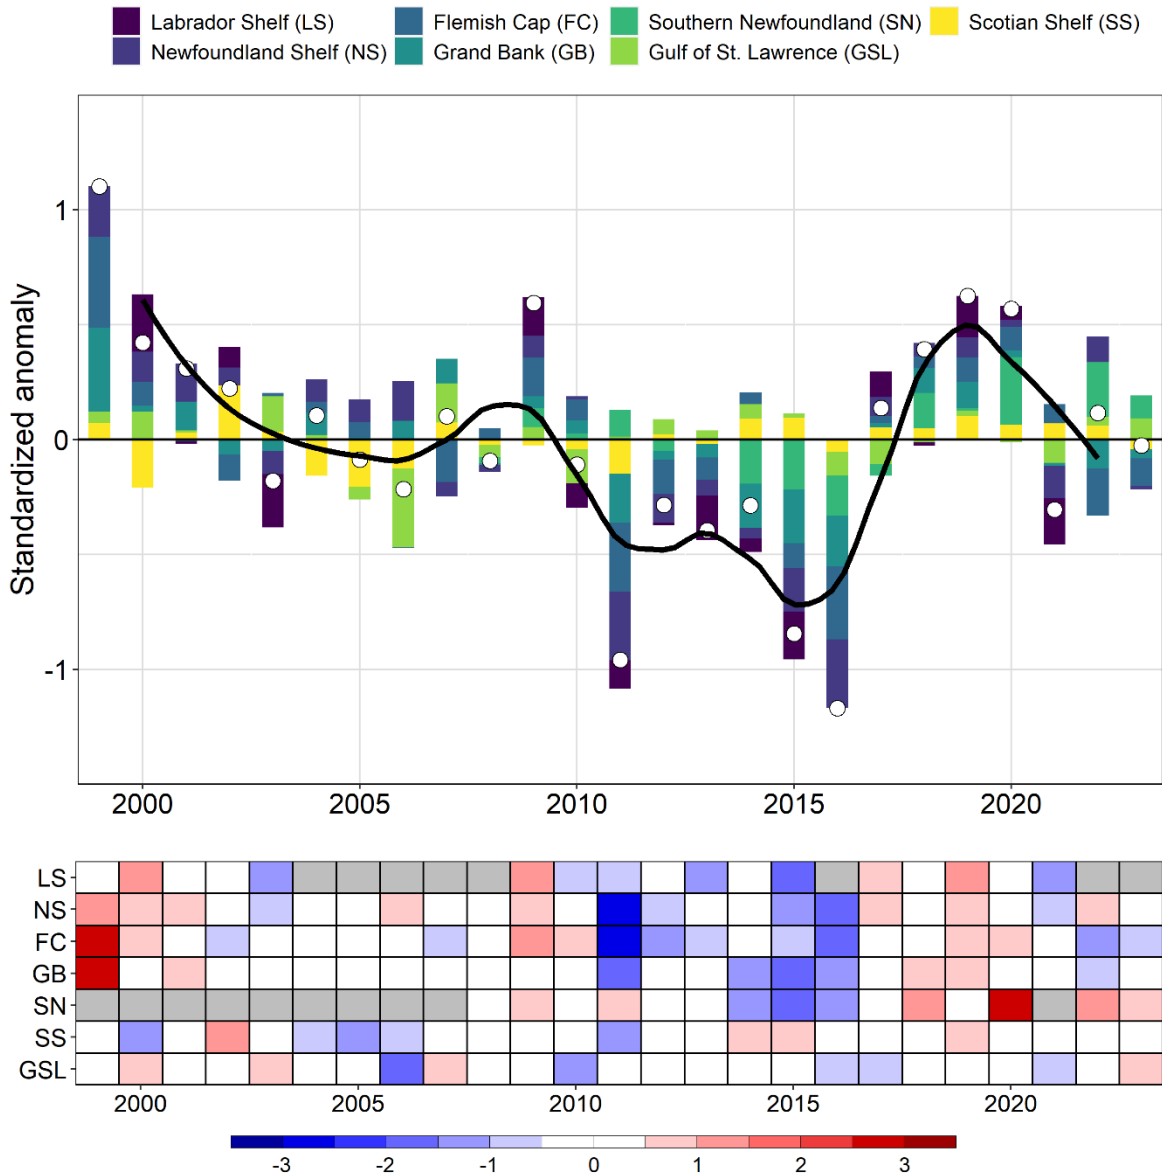 Labrador Shelf (LS) Flemish Cap (FC) Southern Newfoundland (SN) Scotian Shelf (SS)
Newfoundland Shelf (NS) Grand Bank (GB) Gulf of St. Lawrence (GSL)
Standardized anomaly
1
0
-1
2000 2005 2010 2015 2020
LS
NS
FC
GB
SN
SS
GSL
2000 2005 2010 2015 2020
-3 -2 -1 0 1 2 3